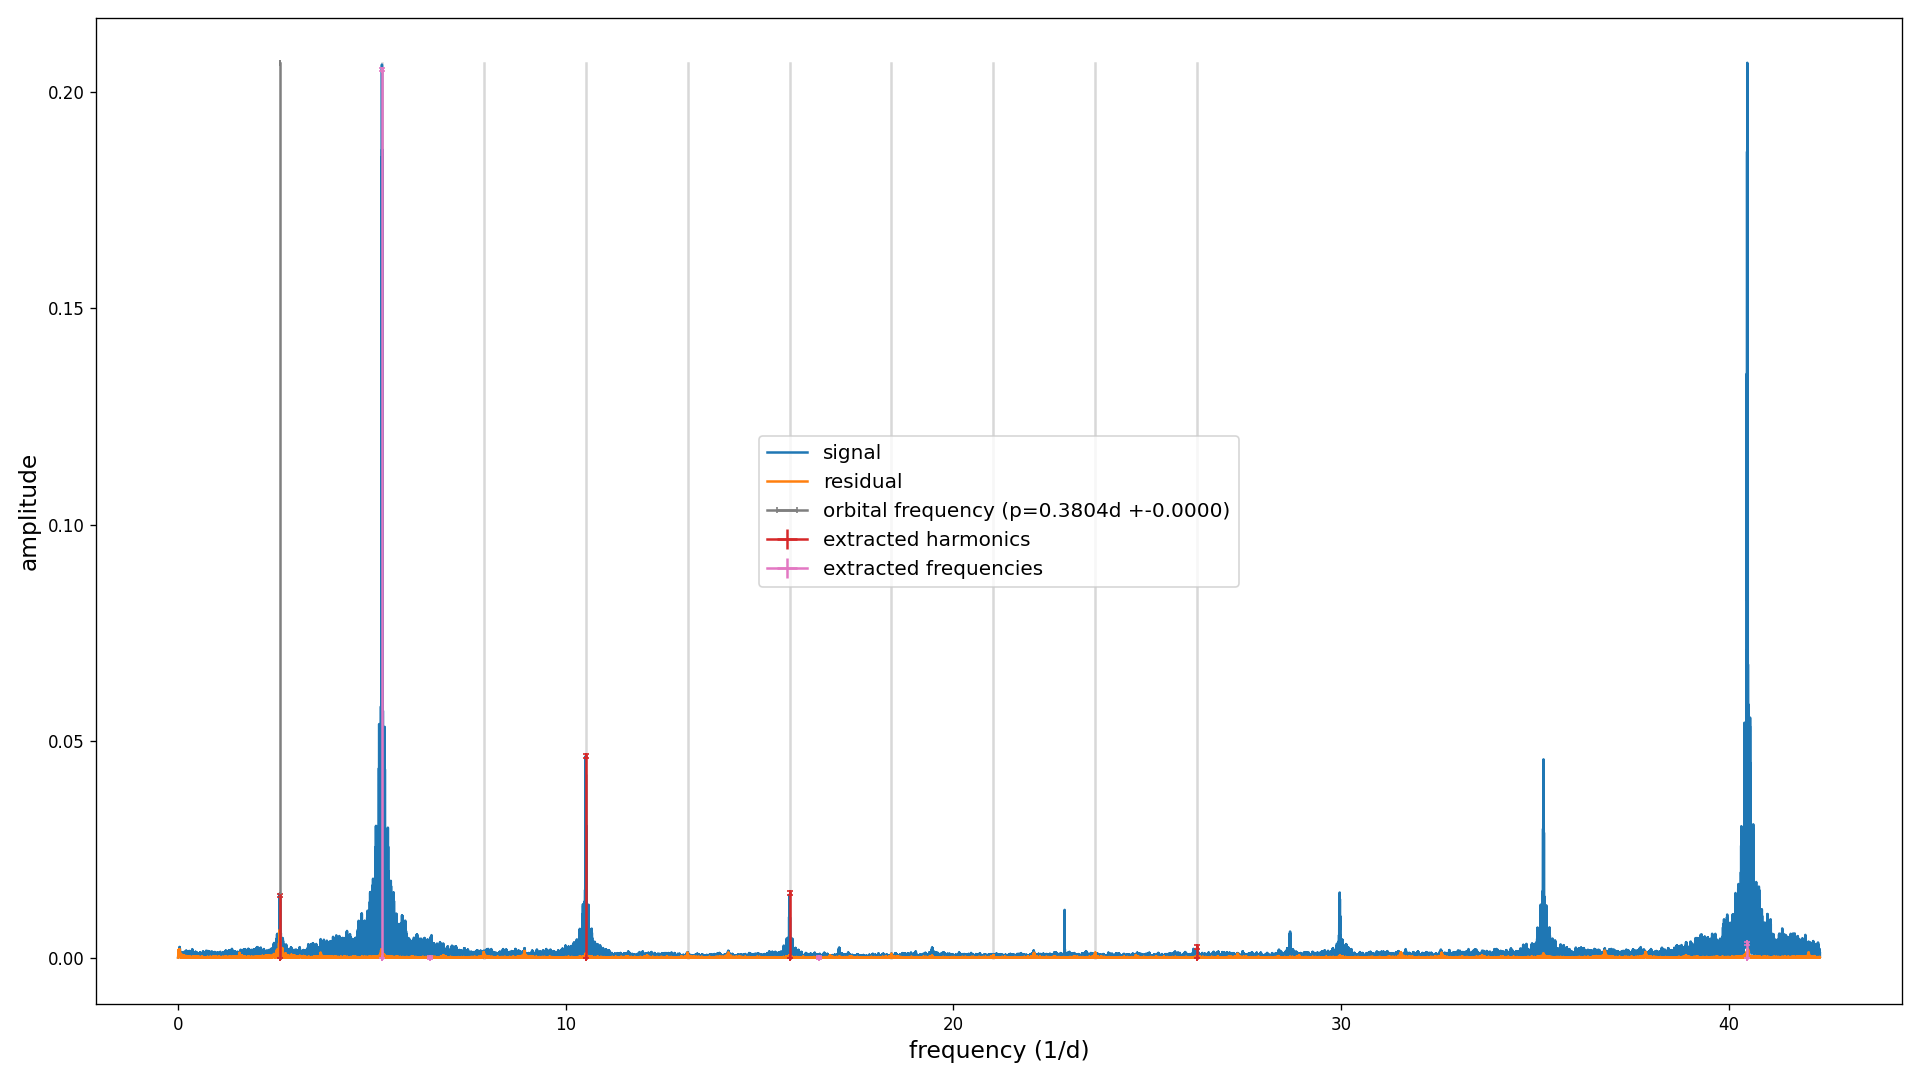 0.20
0.15
0.10
0.05
0.00
amplitude
signal
residual
orbital frequency (p=0.3804d +-0.0000)
extracted harmonics
extracted frequencies
0 10 20 30 40
frequency (1/d)